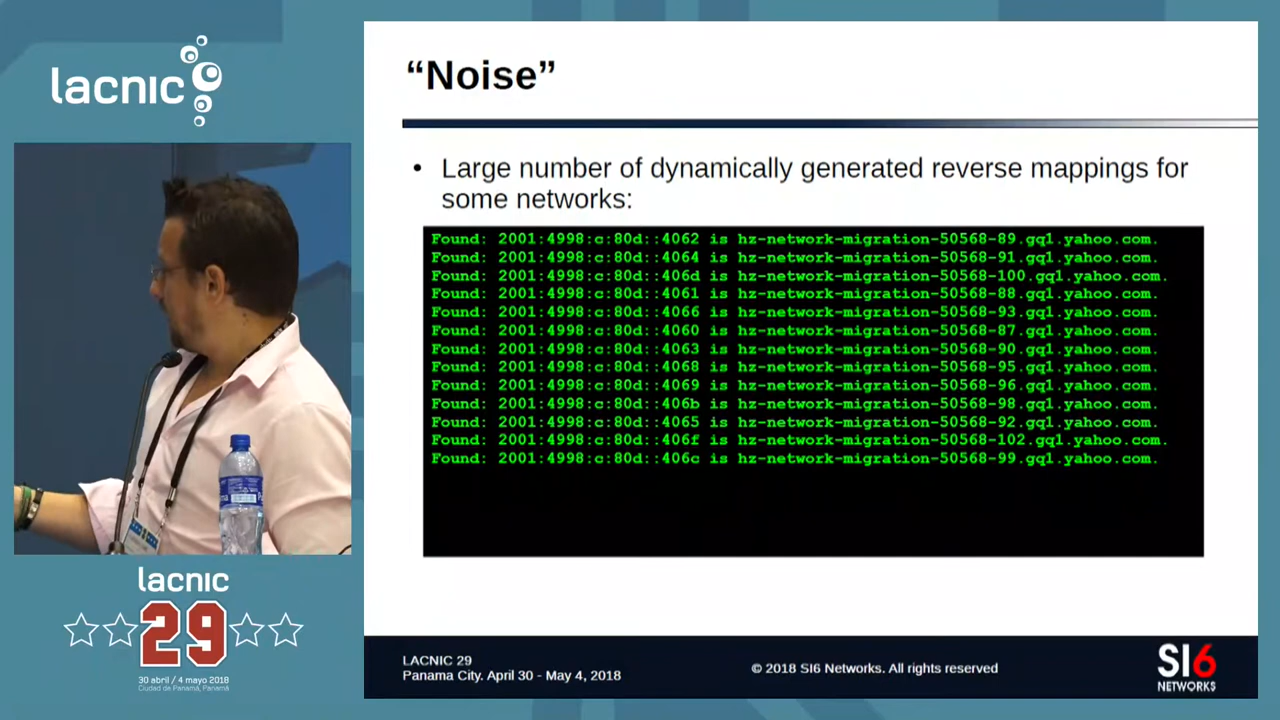 lacnic
“Noise”
• Large number of dynamically generated reverse mappings for
some networks:
Found: 2001:4998:c:80d::4062 is hz-network-migration-50568-89.gq1.yahoo.com.
Found: 2001:4998:c:80d::4064 is hz-network-migration-50568-91.gq1.yahoo.com.
Found: 2001:4998:c:80d::406d is hz-network-migration-50568-100.gq1.yahoo.com.
Found: 2001:4998:c:80d::4061 is hz-network-migration-50568-88.gq1.yahoo.com.
Found: 2001:4998:c:80d::4066 is hz-network-migration-50568-93.gq1.yahoo.com.
Found: 2001:4998:c:80d::4060 is hz-network-migration-50568-87.gq1.yahoo.com.
Found: 2001:4998:c:80d::4063 is hz-network-migration-50568-90.gq1.yahoo.com.
Found: 2001:4998:c:80d::4068 is hz-network-migration-50568-95.gq1.yahoo.com.
Found: 2001:4998:c:80d::4069 is hz-network-migration-50568-96.gq1.yahoo.com.
Found: 2001:4998:c:80d::406b is hz-network-migration-50568-98.gq1.yahoo.com.
Found: 2001:4998:c:80d::4065 is hz-network-migration-50568-92.gq1.yahoo.com.
Found: 2001:4998:c:80d::406f is hz-network-migration-50568-102.gq1.yahoo.com.
Found: 2001:4998:c:80d::406c is hz-network-migration-50568-99.gq1.yahoo.com.
lacnic
29
30 abril / 4 mayo 2018
Ciudad de Panamá, Panamá
LACNIC 29
Panama City. April 30 - May 4, 2018
© 2018 SI6 Networks. All rights reserved
SI6
NETWORKS